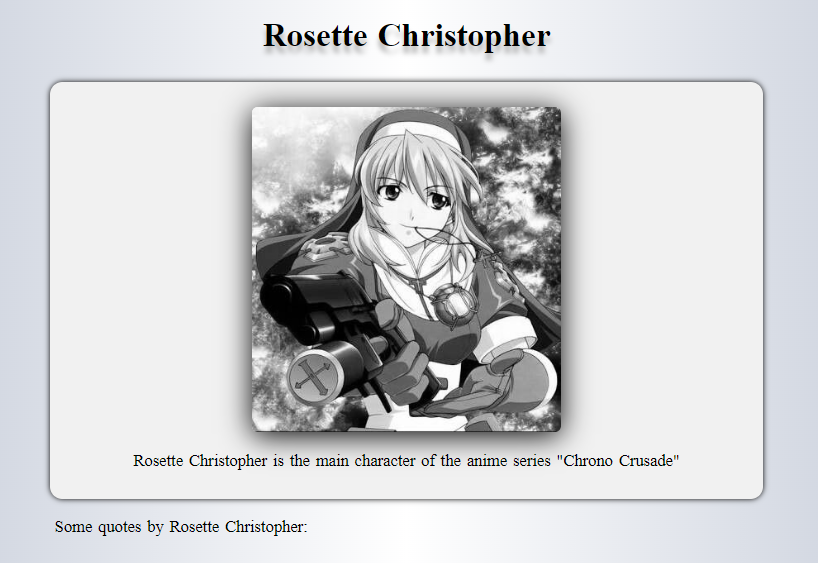 Rosette Christopher
Rosette Christopher is the main character of the anime series "Chrono Crusade"
Some quotes by Rosette Christopher: